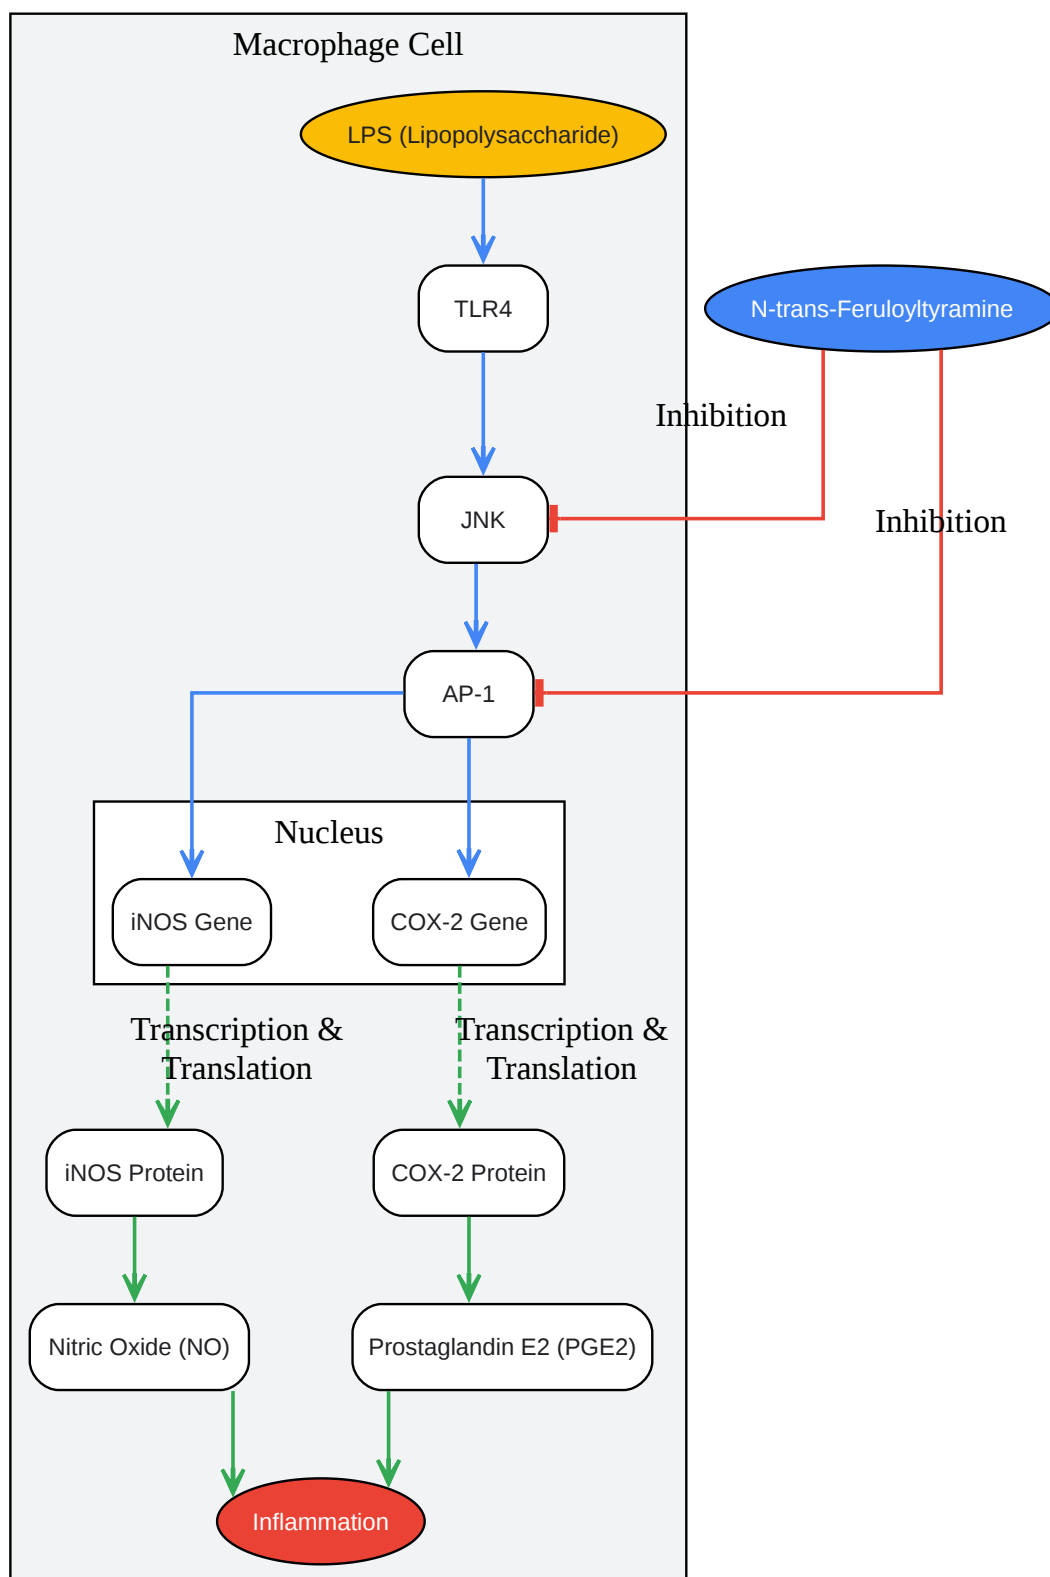 Macrophage Cell
LPS (Lipopolysaccharide)
TLR4
N-trans-Feruloyltyramine
Inhibition
JNK
Inhibition
AP-1
Nucleus
iNOS Gene
COX-2 Gene
Transcription &
Translation
Transcription &
Translation
iNOS Protein
COX-2 Protein
Nitric Oxide (NO)
Prostaglandin E2 (PGE2)
Inflammation